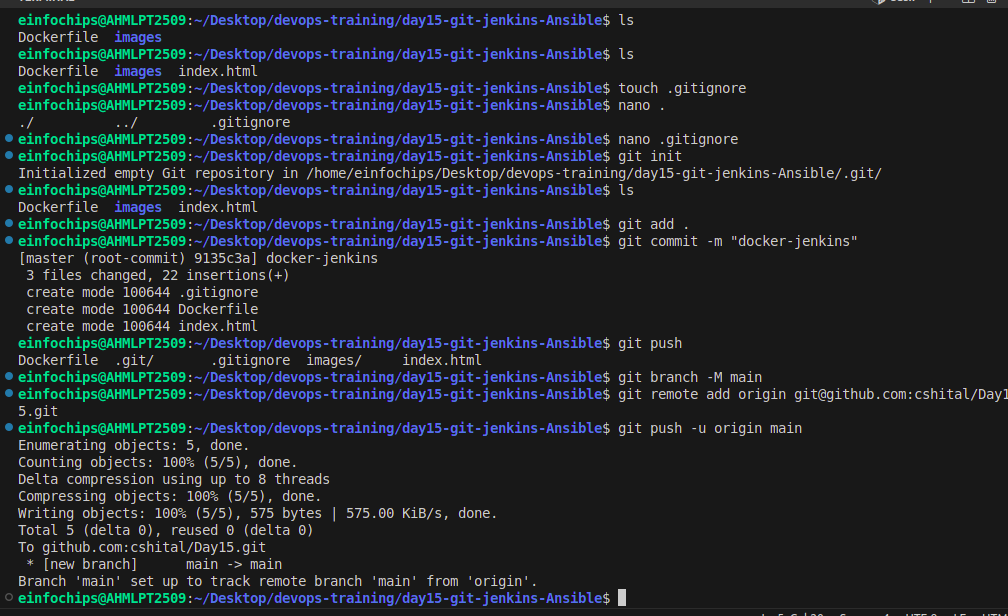 einfochips@AHMLPT2509:~/Desktop/devops-training/day15-git-jenkins-Ansible$ ls
Dockerfile  images
einfochips@AHMLPT2509:~/Desktop/devops-training/day15-git-jenkins-Ansible$ ls
Dockerfile  images  index.html
einfochips@AHMLPT2509:~/Desktop/devops-training/day15-git-jenkins-Ansible$ touch .gitignore
einfochips@AHMLPT2509:~/Desktop/devops-training/day15-git-jenkins-Ansible$ nano .
./          ../         .gitignore
einfochips@AHMLPT2509:~/Desktop/devops-training/day15-git-jenkins-Ansible$ nano .gitignore
einfochips@AHMLPT2509:~/Desktop/devops-training/day15-git-jenkins-Ansible$ git init
Initialized empty Git repository in /home/einfochips/Desktop/devops-training/day15-git-jenkins-Ansible/.git/
einfochips@AHMLPT2509:~/Desktop/devops-training/day15-git-jenkins-Ansible$ ls
Dockerfile  images  index.html
einfochips@AHMLPT2509:~/Desktop/devops-training/day15-git-jenkins-Ansible$ git add .
einfochips@AHMLPT2509:~/Desktop/devops-training/day15-git-jenkins-Ansible$ git commit -m "docker-jenkins"
[master (root-commit) 9135c3a] docker-jenkins
 3 files changed, 22 insertions(+)
 create mode 100644 .gitignore
 create mode 100644 Dockerfile
 create mode 100644 index.html
einfochips@AHMLPT2509:~/Desktop/devops-training/day15-git-jenkins-Ansible$ git push
Dockerfile  .git/       .gitignore  images/     index.html
einfochips@AHMLPT2509:~/Desktop/devops-training/day15-git-jenkins-Ansible$ git branch -M main
einfochips@AHMLPT2509:~/Desktop/devops-training/day15-git-jenkins-Ansible$ git remote add origin git@github.com:cshital/Day1
5.git
einfochips@AHMLPT2509:~/Desktop/devops-training/day15-git-jenkins-Ansible$ git push -u origin main
Enumerating objects: 5, done.
Counting objects: 100% (5/5), done.
Delta compression using up to 8 threads
Compressing objects: 100% (5/5), done.
Writing objects: 100% (5/5), 575 bytes | 575.00 KiB/s, done.
Total 5 (delta 0), reused 0 (delta 0)
To github.com:cshital/Day15.git
 * [new branch]      main -> main
Branch 'main' set up to track remote branch 'main' from 'origin'.
einfochips@AHMLPT2509:~/Desktop/devops-training/day15-git-jenkins-Ansible$